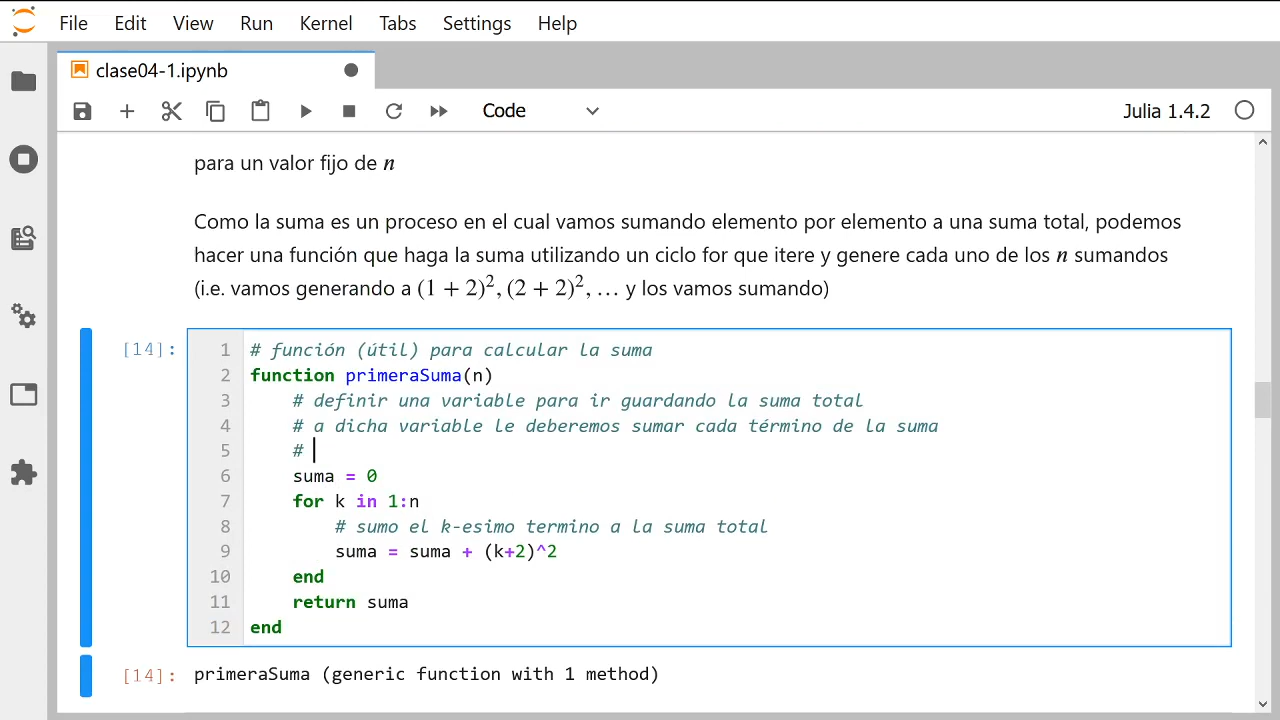 File Edit View Run Kernel Tabs Settings Help
clase04-1.ipynb
Code
Julia 1.4.2
para un valor fijo de n
Como la suma es un proceso en el cual vamos sumando elemento por elemento a una suma total, podemos
hacer una función que haga la suma utilizando un ciclo for que itere y genere cada uno de los n sumandos
(i.e. vamos generando a (1 + 2)², (2 + 2)², … y los vamos sumando)
[14]:
1 # función (útil) para calcular la suma
2 function primeraSuma(n)
3     # definir una variable para ir guardando la suma total
4     # a dicha variable le deberemos sumar cada término de la suma
5     #
6     suma = 0
7     for k in 1:n
8         # sumo el k-esimo termino a la suma total
9         suma = suma + (k+2)^2
10     end
11     return suma
12 end
[14]: primeraSuma (generic function with 1 method)